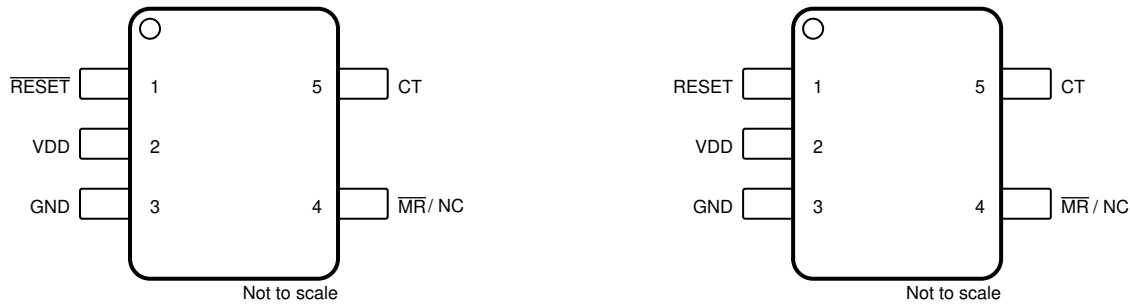 RESET 1 5 CT
VDD 2
GND 3 4 MR/ NC
Not to scale
RESET 1 5 CT
VDD 2
GND 3 4 MR / NC
Not to scale